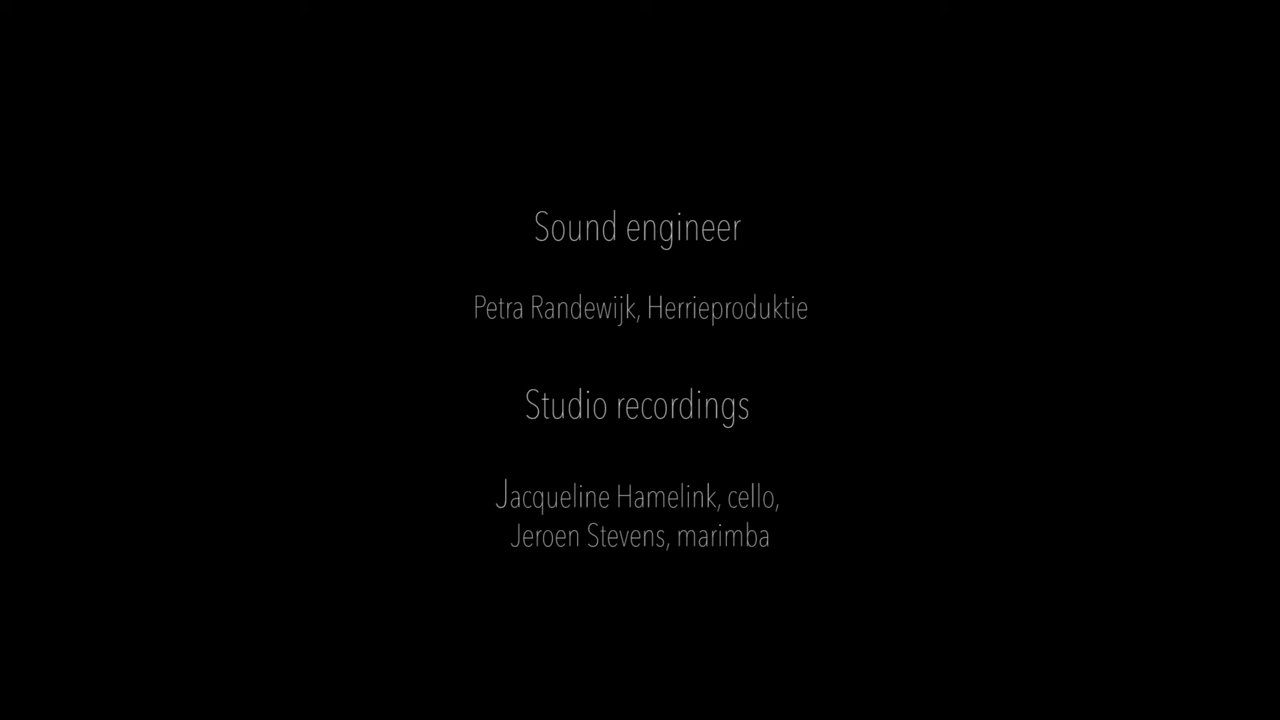 Sound engineer
Petra Randewijk, Herrieproduktie
Studio recordings
Jacqueline Hamelink, cello,
Jeroen Stevens, marimba